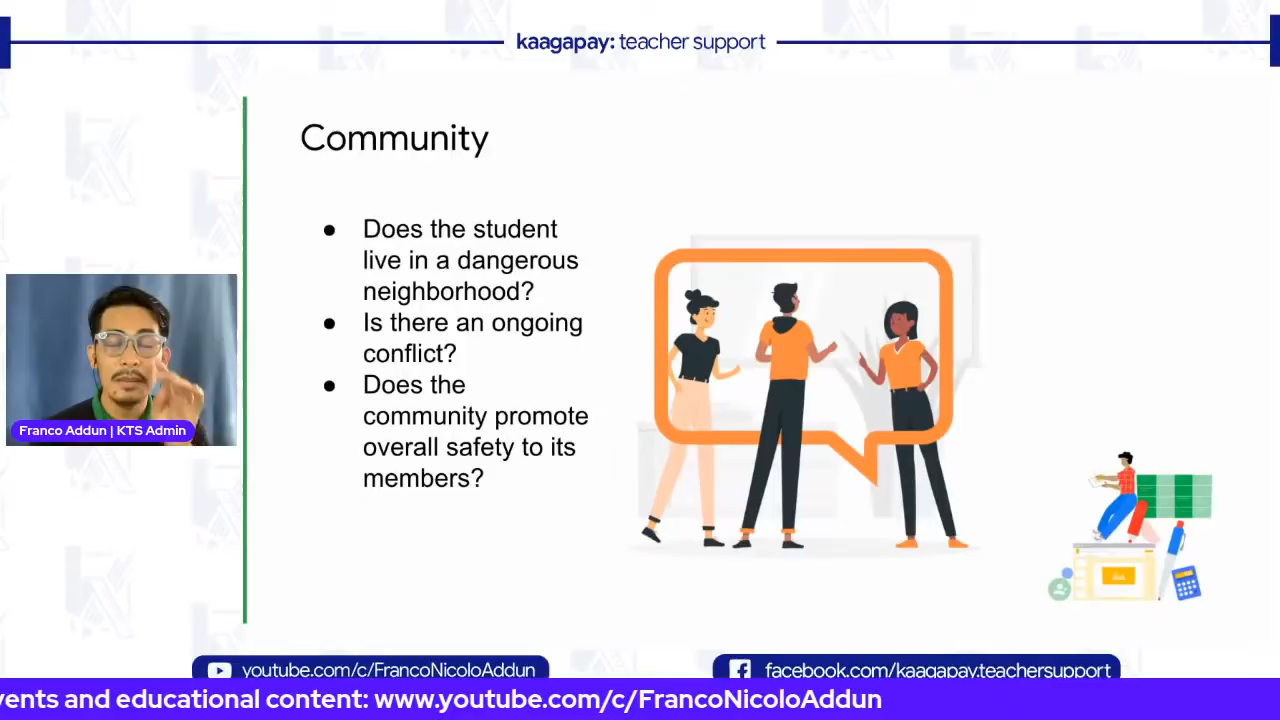 kaagapay: teacher support
Community
● Does the student
live in a dangerous
neighborhood?
● Is there an ongoing
conflict?
● Does the
community promote
overall safety to its
members?
Franco Addun | KTS Admin
youtube.com/c/FrancoNicoloAddun
facebook.com/kaagapay.teachersupport
vents and educational content: www.youtube.com/c/FrancoNicoloAddun